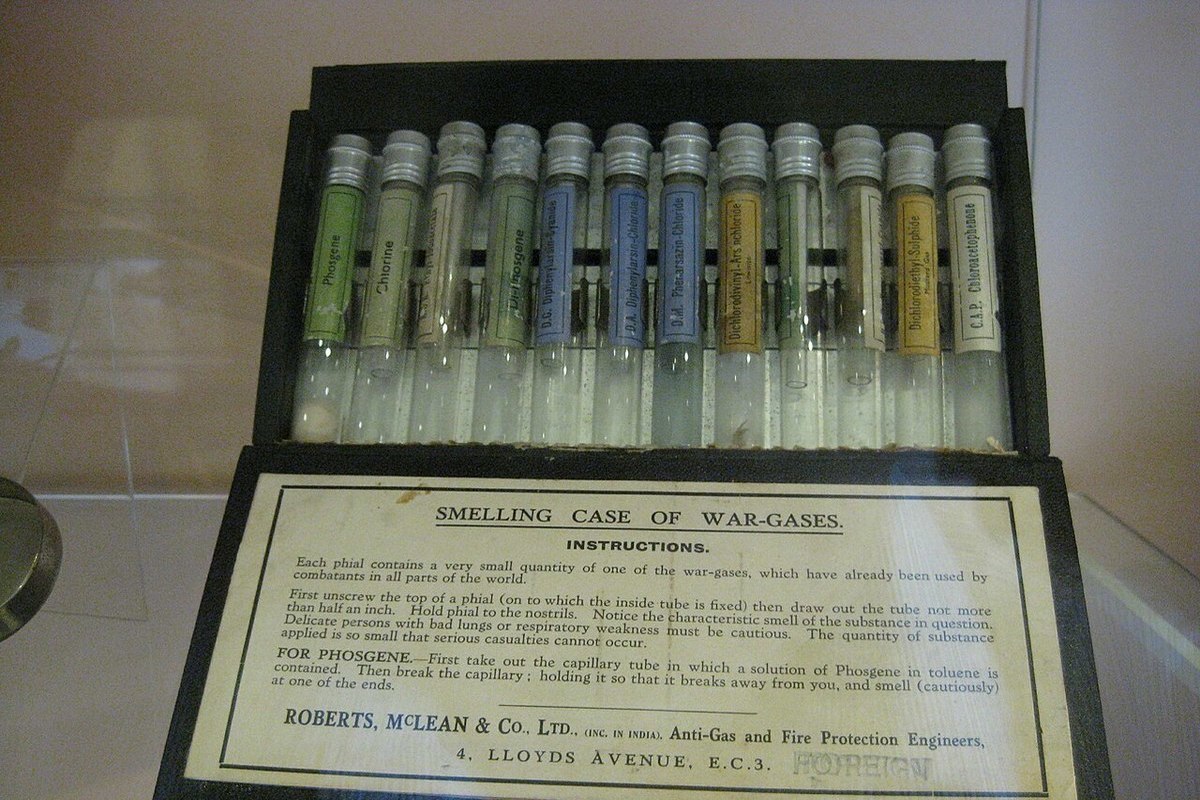 Phosgene
Chlorine
Di-Phosgene
D.C. Diphenylarsin-Cyanide
D.A. Diphenylarsin-Chloride
D.M. Phenarsazin-Chloride
Dichlorodivinyl-Ars nchloride
Dichlorodiethyl-Sulphide
Mustard Gas
C.A.P. Chloroacetophenone
SMELLING CASE OF WAR-GASES.
INSTRUCTIONS.
Each phial contains a very small quantity of one of the war-gases, which have already been used by
combatants in all parts of the world.
First unscrew the top of a phial (on to which the inside tube is fixed) then draw out the tube not more
than half an inch. Hold phial to the nostrils. Notice the characteristic smell of the substance in question.
Delicate persons with bad lungs or respiratory weakness must be cautious. The quantity of substance
applied is so small that serious casualties cannot occur.
FOR PHOSGENE.—First take out the capillary tube in which a solution of Phosgene in toluene is
contained. Then break the capillary; holding it so that it breaks away from you, and smell (cautiously)
at one of the ends.
ROBERTS, McLEAN & Co., LTD., (INC. IN INDIA). Anti-Gas and Fire Protection Engineers,
4, LLOYDS AVENUE, E.C.3. FOREIGN